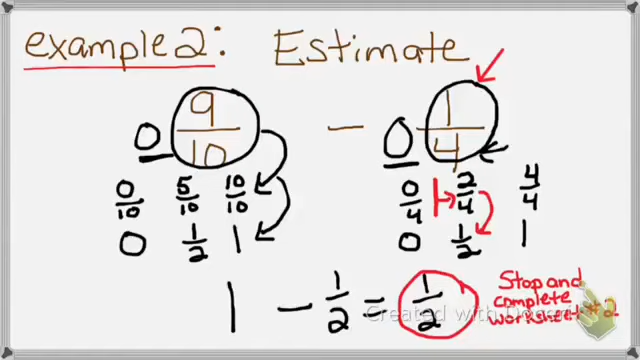 example 2: Estimate
0 9/10 - 0 1/4
0/10 5/10 10/10 0/4 2/4 4/4
0 1/2 1 0 1/2 1
1 - 1/2 = 1/2
Stop and
complete
worksheet #2
Created with